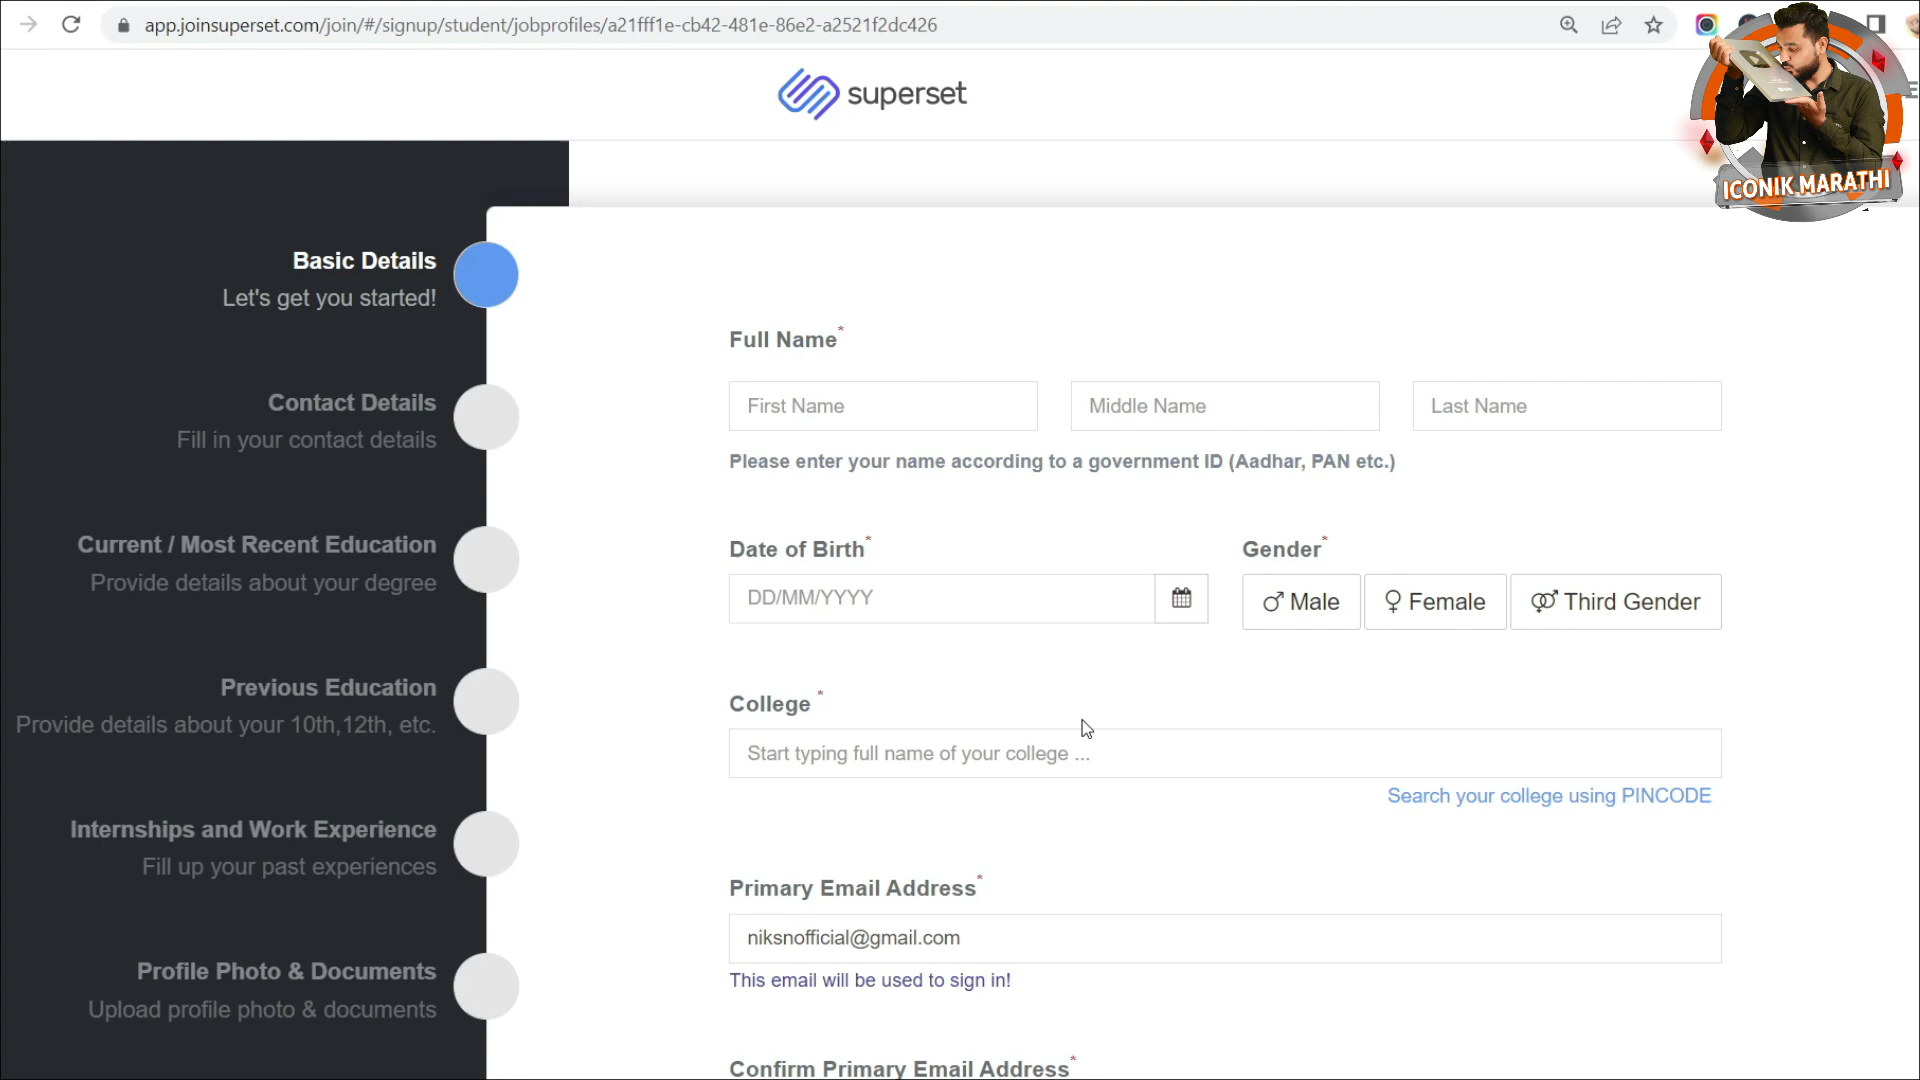 app.joinsuperset.com/join/#/signup/student/jobprofiles/a21fff1e-cb42-481e-86e2-a2521f2dc426
superset
ICONIK MARATHI
Basic Details
Let's get you started!
Contact Details
Fill in your contact details
Current / Most Recent Education
Provide details about your degree
Previous Education
Provide details about your 10th,12th, etc.
Internships and Work Experience
Fill up your past experiences
Profile Photo & Documents
Upload profile photo & documents
Full Name*
First Name Middle Name Last Name
Please enter your name according to a government ID (Aadhar, PAN etc.)
Date of Birth* Gender*
DD/MM/YYYY Male Female Third Gender
College *
Start typing full name of your college ...
Search your college using PINCODE
Primary Email Address*
niksnofficial@gmail.com
This email will be used to sign in!
Confirm Primary Email Address*